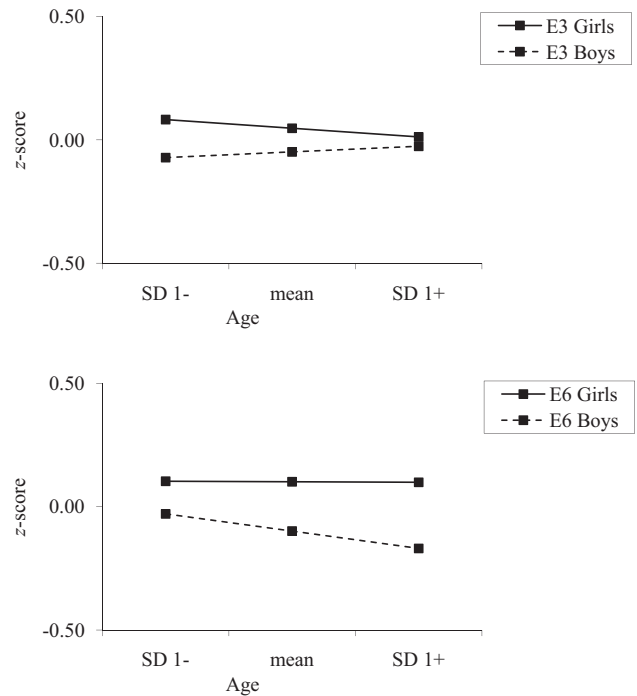 0.50
E3 Girls
E3 Boys
z-score
0.00
-0.50
SD 1- mean SD 1+
Age
0.50
E6 Girls
E6 Boys
z-score
0.00
-0.50
SD 1- mean SD 1+
Age